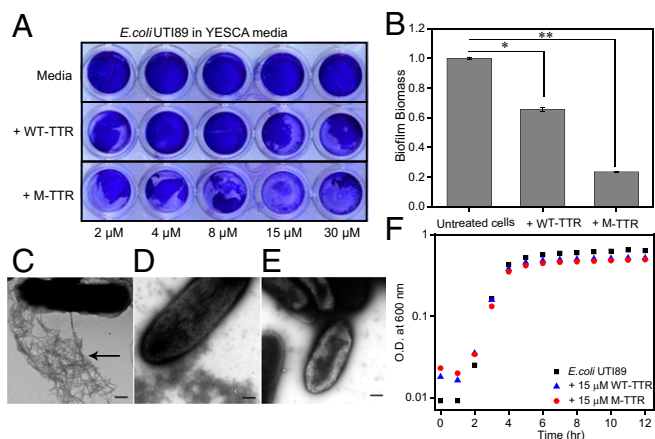 A
E.coli UTI89 in YESCA media
Media
+ WT-TTR
+ M-TTR
2 µM 4 µM 8 µM 15 µM 30 µM
B
Biofilm Biomass
1.2
1.0
0.8
0.6
0.4
0.2
0.0
**
*
Untreated cells + WT-TTR + M-TTR
C
D
E
F
O.D. at 600 nm
1
0.1
0.01
E.coli UTI89
+ 15 µM WT-TTR
+ 15 µM M-TTR
0 2 4 6 8 10 12
Time (hr)